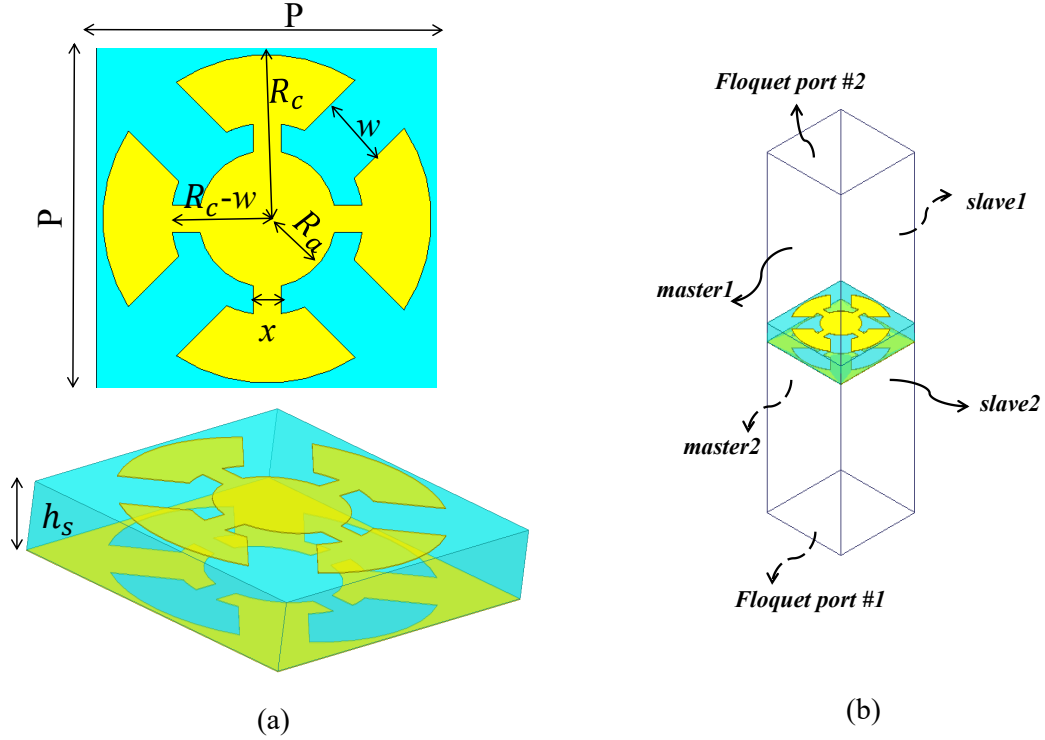 P
P
R_c
w
R_c-w
R_a
x
h_s
(a)
Floquet port #2
slave1
master1
slave2
master2
Floquet port #1
(b)